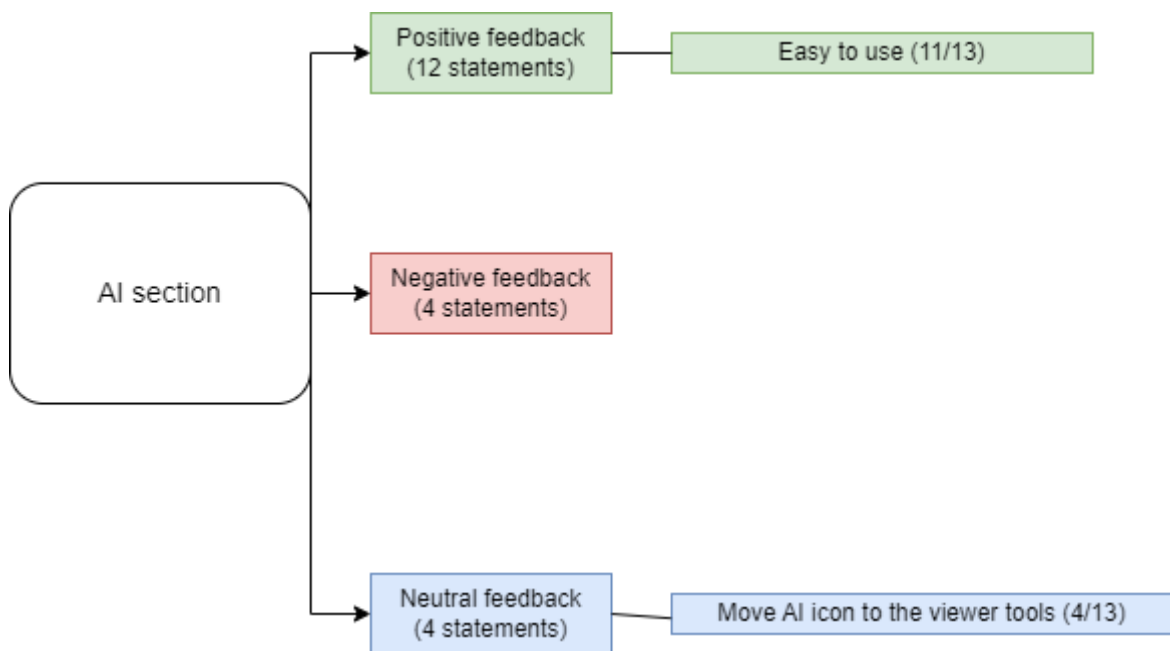 Positive feedback
(12 statements)
Easy to use (11/13)
AI section
Negative feedback
(4 statements)
Neutral feedback
(4 statements)
Move AI icon to the viewer tools (4/13)